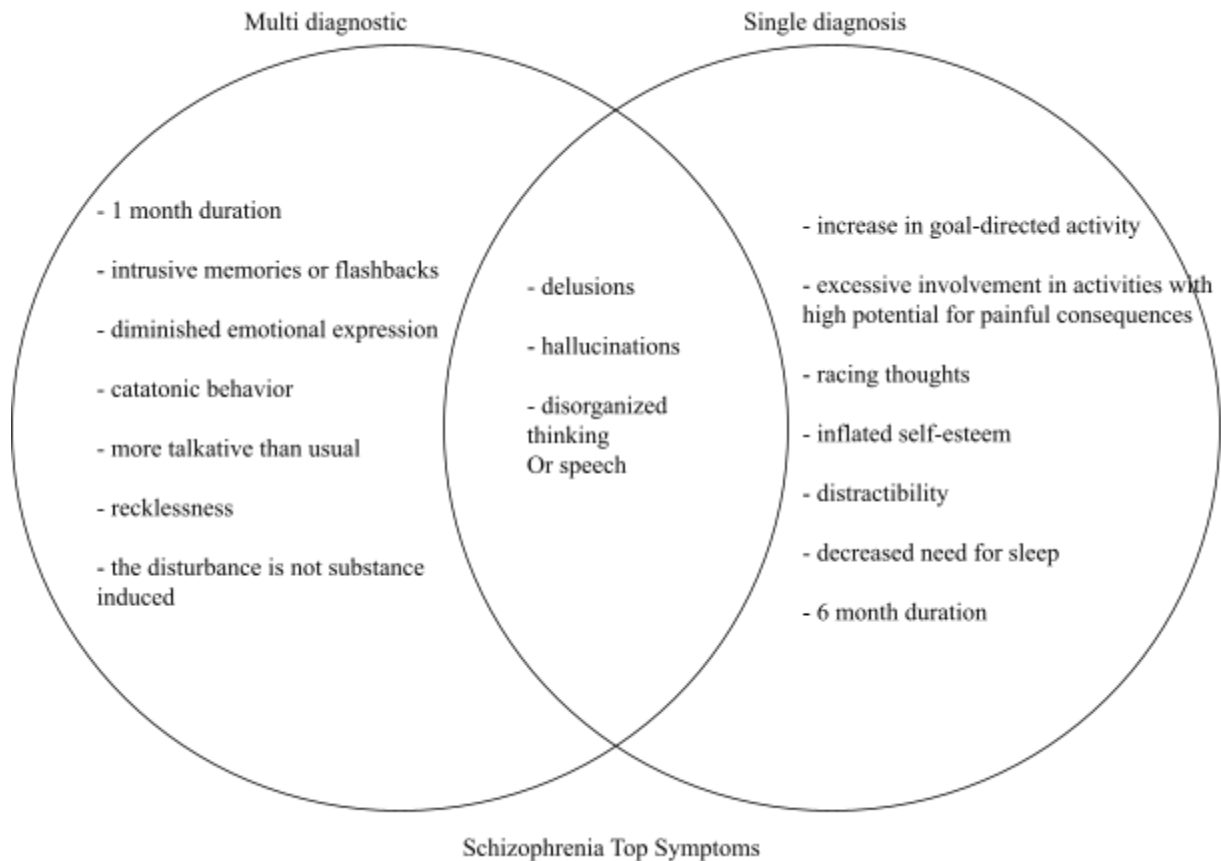 Multi diagnostic
Single diagnosis
- 1 month duration
- intrusive memories or flashbacks
- diminished emotional expression
- catatonic behavior
- more talkative than usual
- recklessness
- the disturbance is not substance
induced
- delusions
- hallucinations
- disorganized
thinking
Or speech
- increase in goal-directed activity
- excessive involvement in activities with
high potential for painful consequences
- racing thoughts
- inflated self-esteem
- distractibility
- decreased need for sleep
- 6 month duration
Schizophrenia Top Symptoms